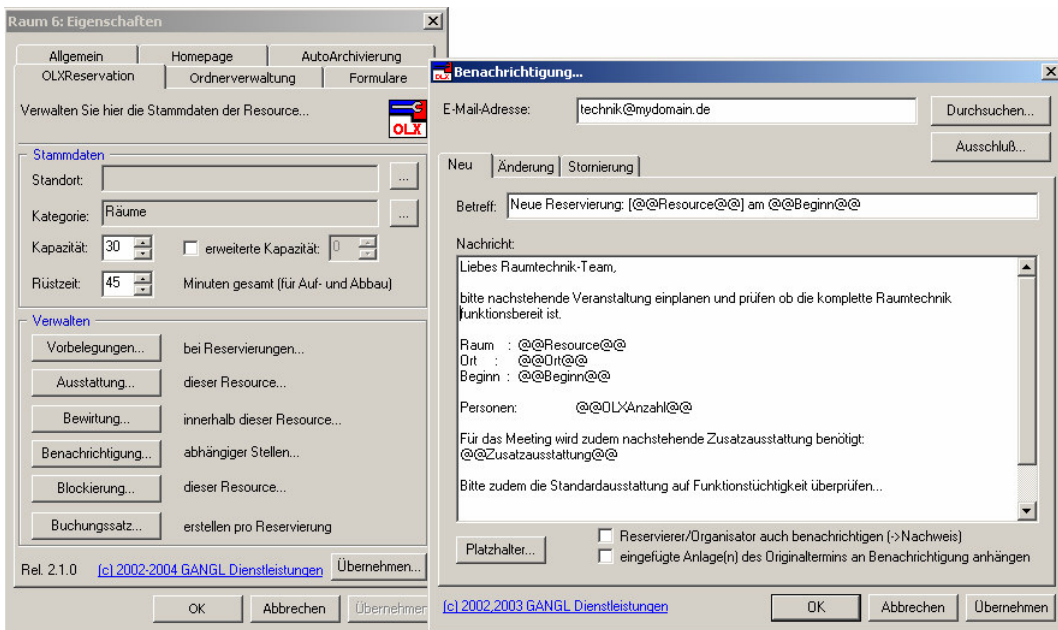 Raum 6: Eigenschaften
Allgemein Homepage AutoArchivierung
OLXReservation Ordnerverwaltung Formulare
Verwalten Sie hier die Stammdaten der Resource...
OLX
Stammdaten
Standort: ...
Kategorie: Räume ...
Kapazität: 30 erweiterte Kapazität: 0
Rüstzeit: 45 Minuten gesamt (für Auf- und Abbau)
Verwalten
Vorbelegungen... bei Reservierungen...
Ausstattung... dieser Resource...
Bewirtung... innerhalb dieser Resource...
Benachrichtigung... abhängiger Stellen...
Blockierung... dieser Resource...
Buchungssatz... erstellen pro Reservierung
Rel. 2.1.0 (c) 2002-2004 GANGL Dienstleistungen Übernehmen...
OK Abbrechen Übernehmen
Benachrichtigung...
E-Mail-Adresse: technik@mydomain.de Durchsuchen...
Ausschluß...
Neu Änderung Stornierung
Betreff: Neue Reservierung: [@@Resource@@] am @@Beginn@@
Nachricht:
Liebes Raumtechnik-Team,
bitte nachstehende Veranstaltung einplanen und prüfen ob die komplette Raumtechnik
funktionsbereit ist.
Raum : @@Resource@@
Ort : @@Ort@@
Beginn : @@Beginn@@
Personen: @@OLXAnzahl@@
Für das Meeting wird zudem nachstehende Zusatzausstattung benötigt:
@@Zusatzausstattung@@
Bitte zudem die Standardausstattung auf Funktionstüchtigkeit überprüfen...
Platzhalter... Reservierer/Organisator auch benachrichtigen (->Nachweis)
eingefügte Anlage(n) des Originaltermins an Benachrichtigung anhängen
(c) 2002,2003 GANGL Dienstleistungen OK Abbrechen Übernehmen